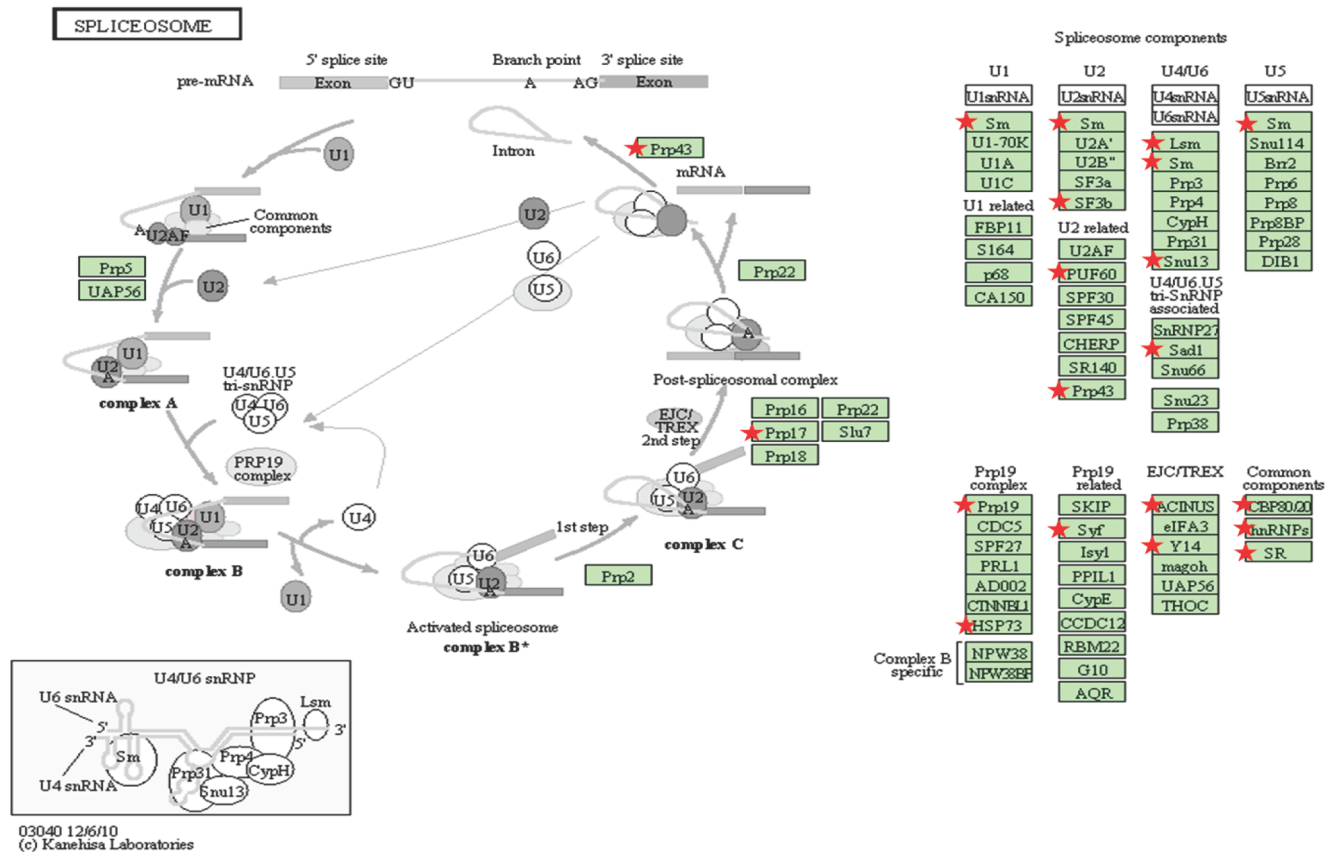 SPLICEOSOME
5' splice site
Branch point
3' splice site
pre-mRNA
Exon
GU
A
AG
Exon
U1
Intron
Prp43
mRNA
U1
Common
components
A
U2AF
U2
U6
U5
Prp5
UAP56
U2
Prp22
U1
U2
A
complex A
U4/U6.U5
tri-snRNP
U4 U6
U5
A
Post-spliceosomal complex
PRP19
complex
EJC/
TREX
2nd step
Prp16
Prp22
Prp17
Slu7
Prp18
U4 U6
U5
U1
U2
A
complex B
U4
U1
U6
U5
U2
A
complex C
1st step
U6
U5
U2
A
Prp2
Activated spliceosome
complex B*
Spliceosome components
U1
U1snRNA
Sm
U1-70K
U1A
U1C
U1 related
FBP11
S164
p68
CA150
U2
U2snRNA
Sm
U2A'
U2B"
SF3a
SF3b
U2 related
U2AF
PUF60
SPF30
SPF45
CHERP
SR140
Prp43
U4/U6
U4snRNA
U6snRNA
Lsm
Sm
Prp3
Prp4
CypH
Prp31
Snu13
U4/U6.U5
tri-SnRNP
associated
SnRNP27
Sad1
Snu66
Snu23
Prp38
U5
U5snRNA
Sm
Snu114
Brr2
Prp6
Prp8
Prp8BP
Prp28
DIB1
Prp19
complex
Prp19
CDC5
SPF27
PRL1
AD002
CTNNBL1
HSP73
Complex B
specific
NPW38
NPW38BP
Prp19
related
SKIP
Syf
Isy1
PPIL1
CypE
CCDC12
RBM22
G10
AQR
EJC/TREX
ACINUS
eIFA3
Y14
magoh
UAP56
THOC
Common
components
CBP80/20
hnRNPs
SR
U4/U6 snRNP
U6 snRNA
5'
3'
U4 snRNA
Sm
Prp3
Lsm
3'
5'
Prp4
CypH
Prp31
Snu13
03040 12/6/10
(c) Kanehisa Laboratories